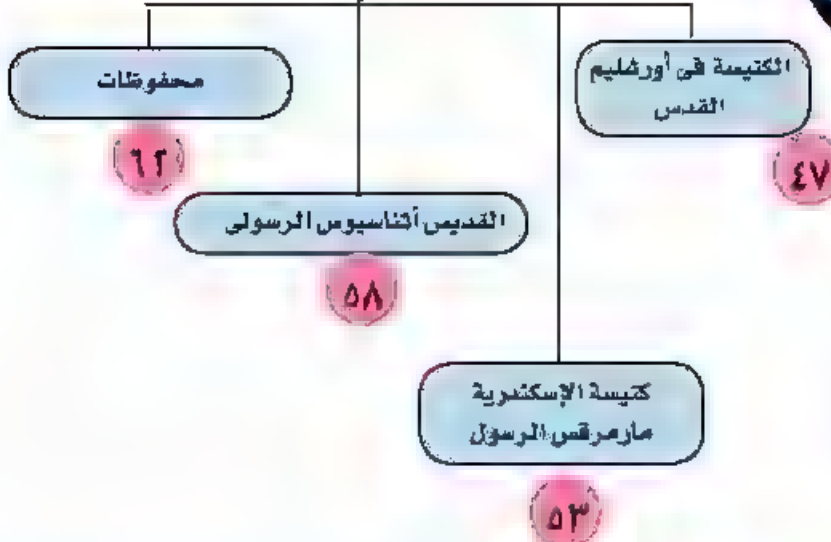 الكنيسة فى أورشليم
القدس
٤٧
محفوظات
٦٢
القديس أثناسيوس الرسولى
٥٨
كنيسة الإسكندرية
مارمرقس الرسول
٥٣